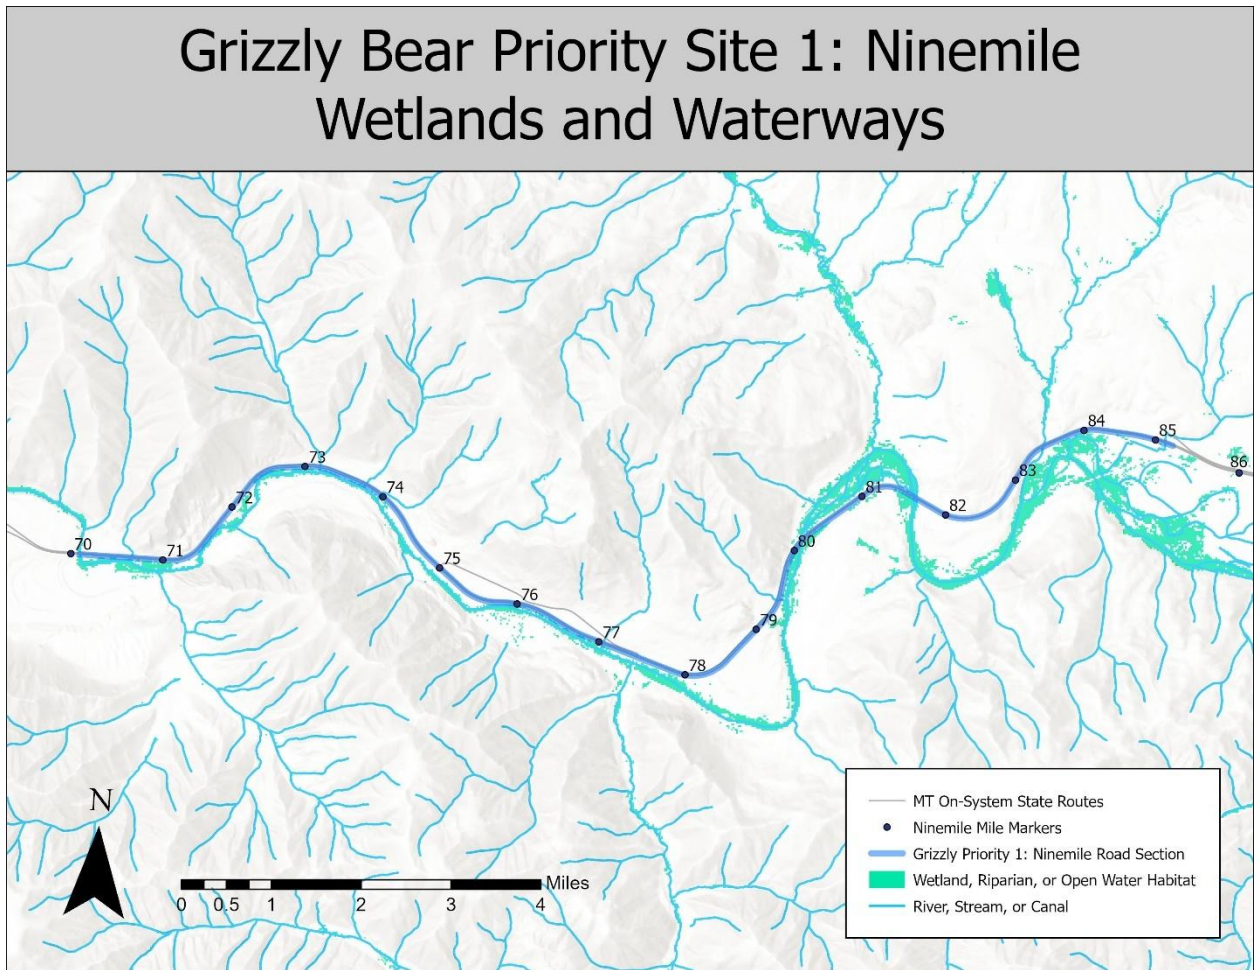 Grizzly Bear Priority Site 1: Ninemile
Wetlands and Waterways
84
85
86
73
83
74
81
72
82
70
71
80
75
76
79
77
78
N
Miles
0 0.5 1 2 3 4
MT On-System State Routes
Ninemile Mile Markers
Grizzly Priority 1: Ninemile Road Section
Wetland, Riparian, or Open Water Habitat
River, Stream, or Canal